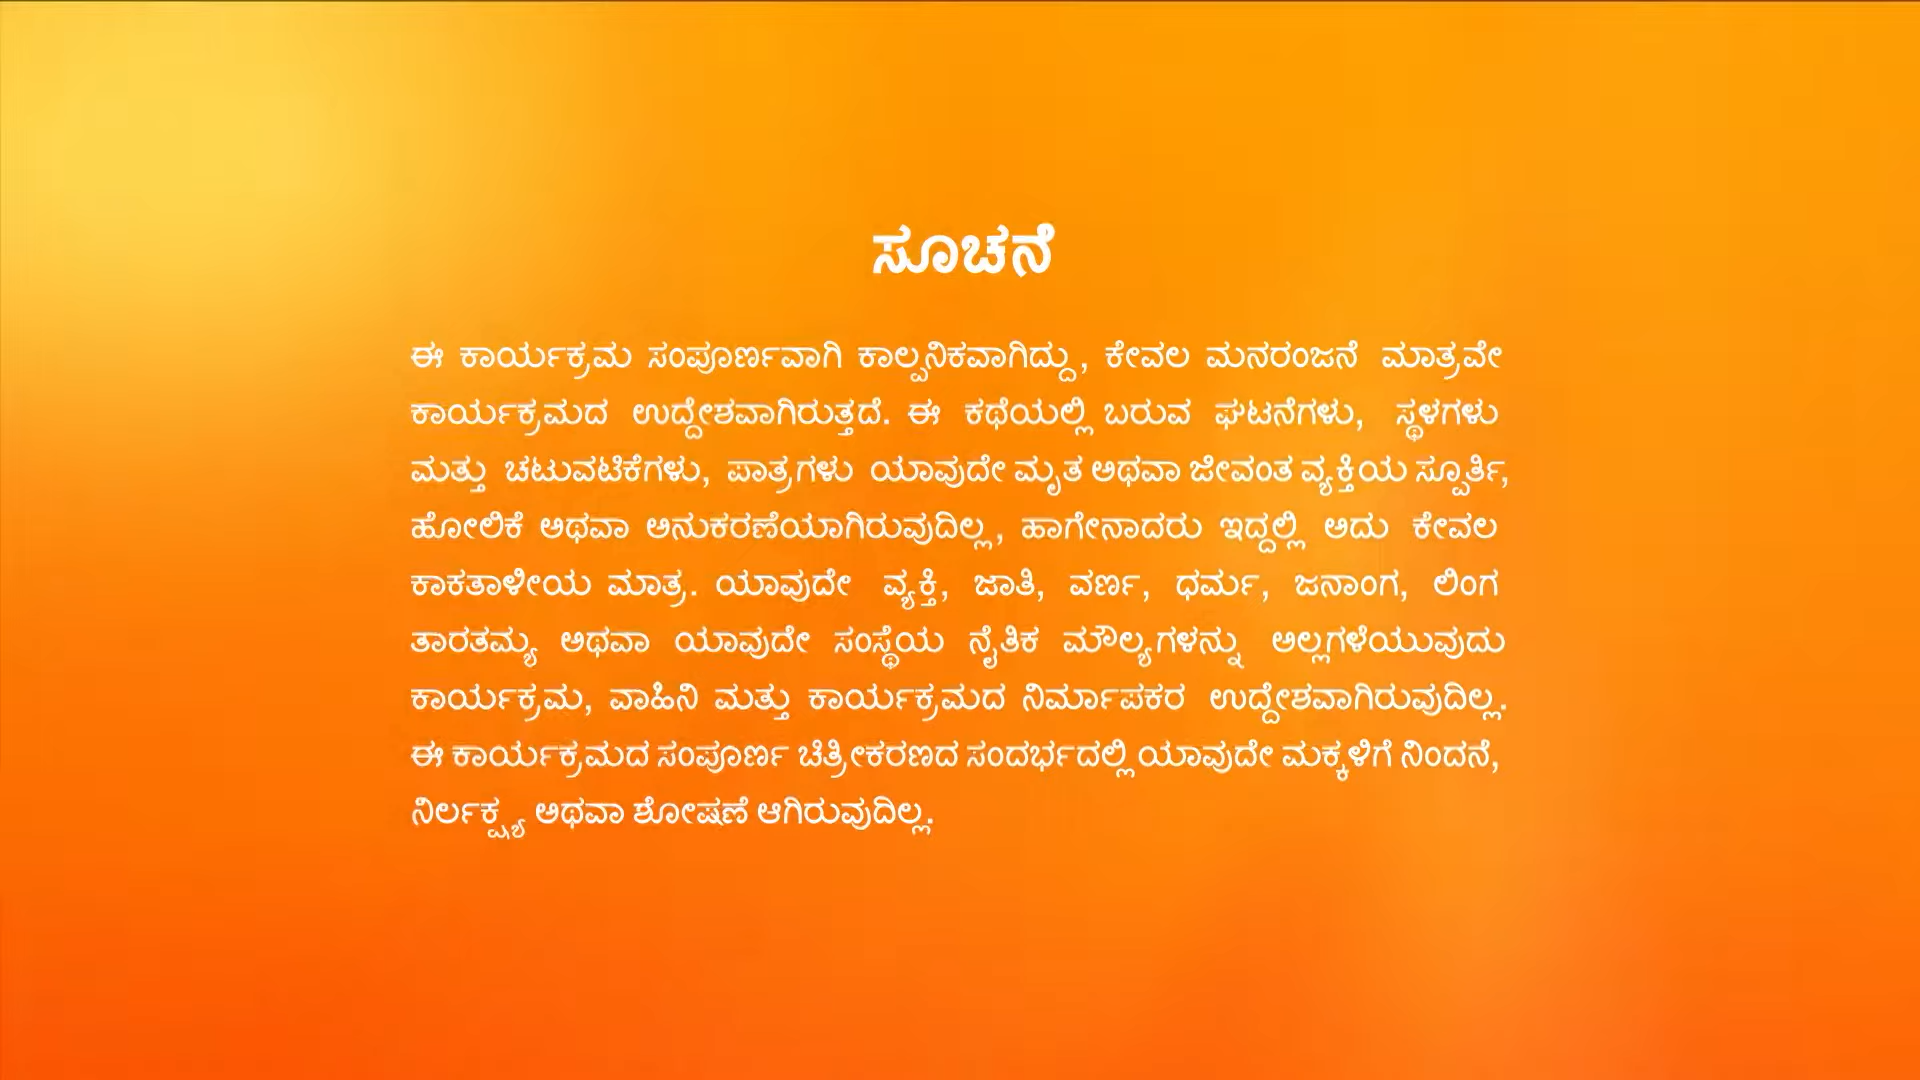 ಸೂಚನೆ
ಈ ಕಾರ್ಯಕ್ರಮ ಸಂಪೂರ್ಣವಾಗಿ ಕಾಲ್ಪನಿಕವಾಗಿದ್ದು, ಕೇವಲ ಮನರಂಜನೆ ಮಾತ್ರವೇ
ಕಾರ್ಯಕ್ರಮದ ಉದ್ದೇಶವಾಗಿರುತ್ತದೆ. ಈ ಕಥೆಯಲ್ಲಿ ಬರುವ ಘಟನೆಗಳು, ಸ್ಥಳಗಳು
ಮತ್ತು ಚಟುವಟಿಕೆಗಳು, ಪಾತ್ರಗಳು ಯಾವುದೇ ಮೃತ ಅಥವಾ ಜೀವಂತ ವ್ಯಕ್ತಿಯ ಸ್ಪೂರ್ತಿ,
ಹೋಲಿಕೆ ಅಥವಾ ಅನುಕರಣೆಯಾಗಿರುವುದಿಲ್ಲ, ಹಾಗೇನಾದರು ಇದ್ದಲ್ಲಿ ಅದು ಕೇವಲ
ಕಾಕತಾಳೀಯ ಮಾತ್ರ. ಯಾವುದೇ ವ್ಯಕ್ತಿ, ಜಾತಿ, ವರ್ಣ, ಧರ್ಮ, ಜನಾಂಗ, ಲಿಂಗ
ತಾರತಮ್ಯ ಅಥವಾ ಯಾವುದೇ ಸಂಸ್ಥೆಯ ನೈತಿಕ ಮೌಲ್ಯಗಳನ್ನು ಅಲ್ಲಗಳೆಯುವುದು
ಕಾರ್ಯಕ್ರಮ, ವಾಹಿನಿ ಮತ್ತು ಕಾರ್ಯಕ್ರಮದ ನಿರ್ಮಾಪಕರ ಉದ್ದೇಶವಾಗಿರುವುದಿಲ್ಲ.
ಈ ಕಾರ್ಯಕ್ರಮದ ಸಂಪೂರ್ಣ ಚಿತ್ರೀಕರಣದ ಸಂದರ್ಭದಲ್ಲಿ ಯಾವುದೇ ಮಕ್ಕಳಿಗೆ ನಿಂದನೆ,
ನಿರ್ಲಕ್ಷ್ಯ ಅಥವಾ ಶೋಷಣೆ ಆಗಿರುವುದಿಲ್ಲ.